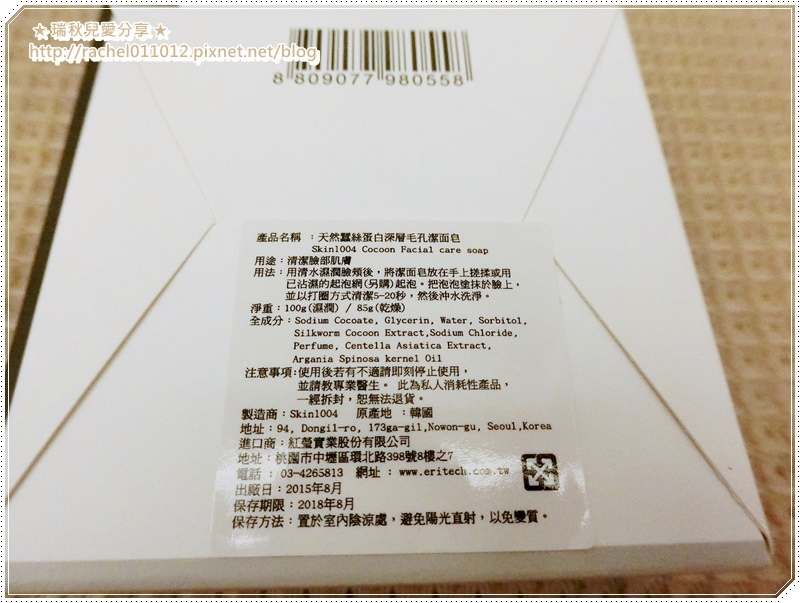 ★瑞秋兒愛分享★
http://rachel011012.pixnet.net/blog
8 809077 980558
產品名稱 ：天然蠶絲蛋白深層毛孔潔面皂
Skin1004 Cocoon Facial care soap
用途：清潔臉部肌膚
用法：用清水濕潤臉頰後，將潔面皂放在手上搓揉或用
已沾濕的起泡網(另購)起泡。把泡泡塗抹於臉上，
並以打圈方式清潔5-20秒，然後沖水洗淨。
淨重：100g(濕潤) / 85g(乾燥)
全成分：Sodium Cocoate, Glycerin, Water, Sorbitol,
Silkworm Cocoon Extract,Sodium Chloride,
Perfume, Centella Asiatica Extract,
Argania Spinosa kernel Oil
注意事項:使用後若有不適請即刻停止使用，
並請教專業醫生。 此為私人消耗性產品，
一經拆封，恕無法退貨。
製造商：Skin1004 原產地 ：韓國
地址：94, Dongil-ro, 173ga-gil,Nowon-gu, Seoul,Korea
進口商：紅瑩實業股份有限公司
地址：桃園市中壢區環北路398號8樓之7
電話 : 03-4265813 網址 : www.eritech.com.tw
出廠日：2015年8月
保存期限：2018年8月
保存方法：置於室內陰涼處，避免陽光直射，以免變質。